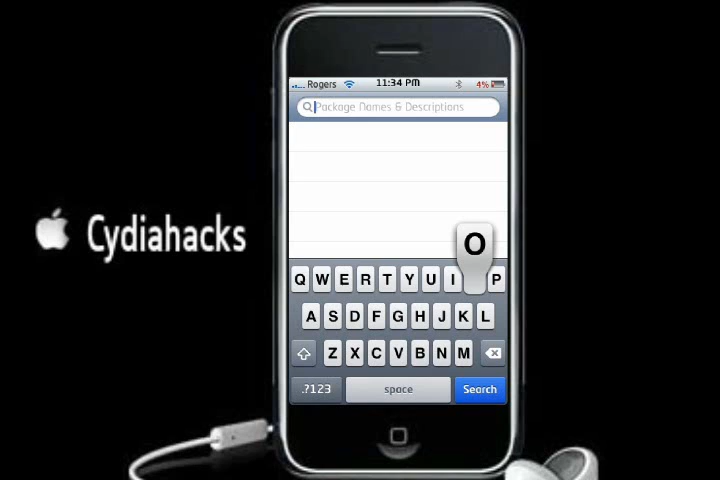 Rogers 11:34 PM 4%
Package Names & Descriptions
Cydiahacks
O
Q W E R T Y U I P
A S D F G H J K L
Z X C V B N M
.?123 space Search